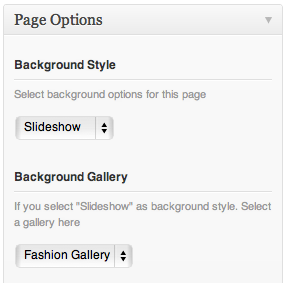 Page Options
Background Style
Select background options for this page
Slideshow
Background Gallery
If you select "Slideshow" as background style. Select
a gallery here
Fashion Gallery